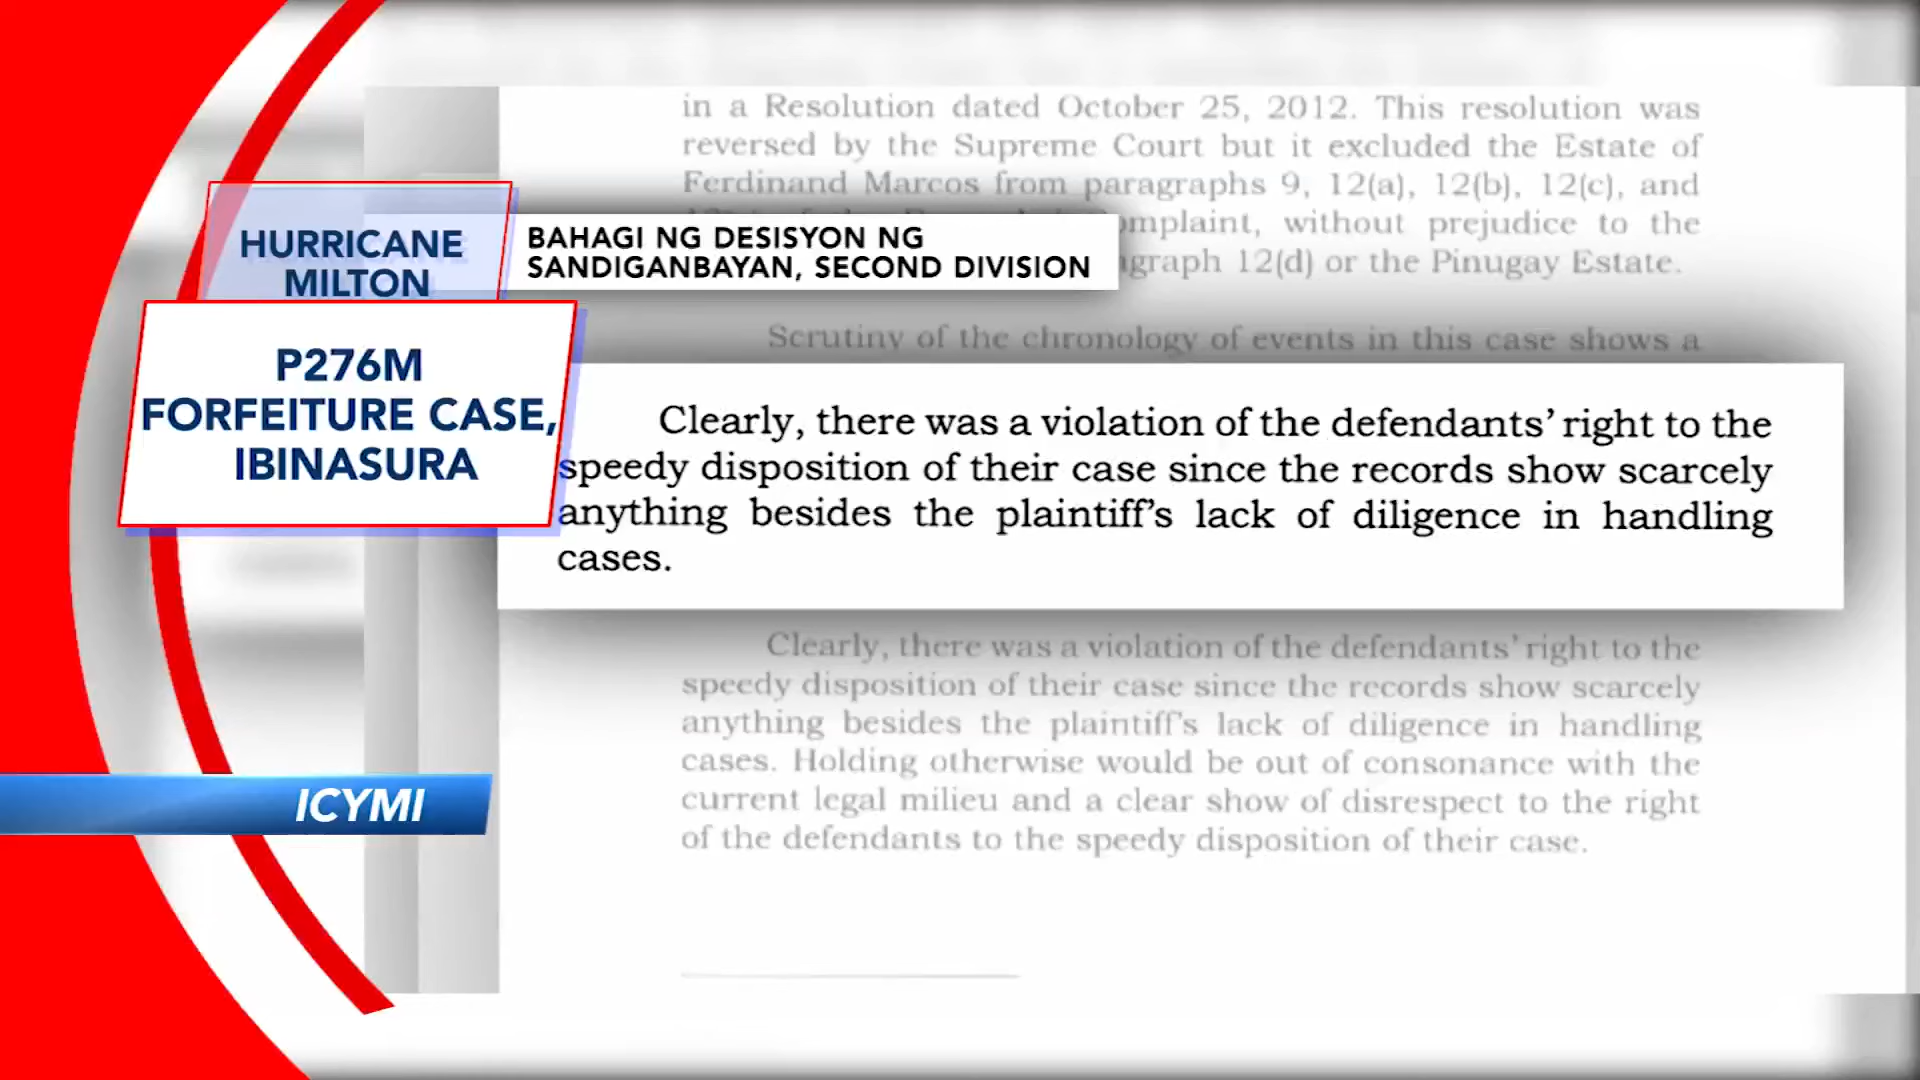 in a Resolution dated October 25, 2012. This resolution was
reversed by the Supreme Court but it excluded the Estate of
Ferdinand Marcos from paragraphs 9, 12(a), 12(b), 12(c), and
omplaint, without prejudice to the
graph 12(d) or the Pinugay Estate.
HURRICANE
MILTON
BAHAGI NG DESISYON NG
SANDIGANBAYAN, SECOND DIVISION
Scrutiny of the chronology of events in this case shows a
P276M
FORFEITURE CASE,
IBINASURA
Clearly, there was a violation of the defendants' right to the
speedy disposition of their case since the records show scarcely
anything besides the plaintiff's lack of diligence in handling
cases.
Clearly, there was a violation of the defendants' right to the
speedy disposition of their case since the records show scarcely
anything besides the plaintiff's lack of diligence in handling
cases. Holding otherwise would be out of consonance with the
current legal milieu and a clear show of disrespect to the right
of the defendants to the speedy disposition of their case.
ICYMI